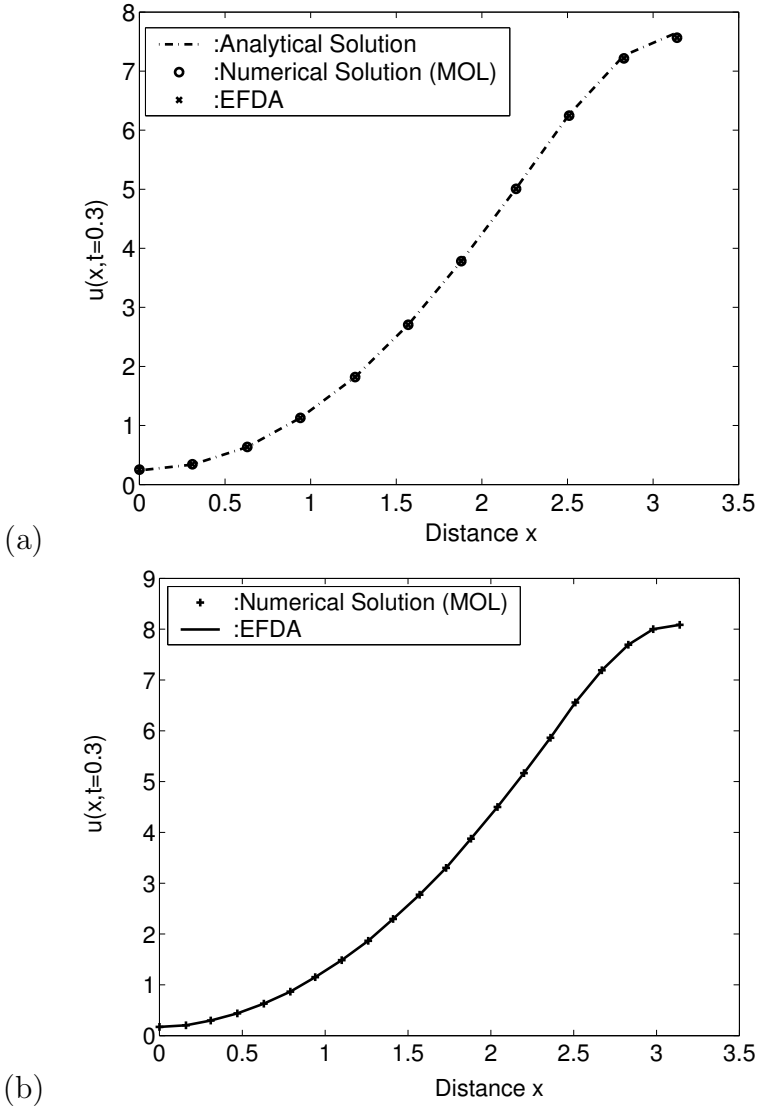 8
7
6
5
4
3
2
1
0
:Analytical Solution
:Numerical Solution (MOL)
:EFDA
u(x,t=0.3)
0 0.5 1 1.5 2 2.5 3 3.5
Distance x
(a)
9
8
7
6
5
4
3
2
1
0
:Numerical Solution (MOL)
:EFDA
u(x,t=0.3)
0 0.5 1 1.5 2 2.5 3 3.5
Distance x
(b)